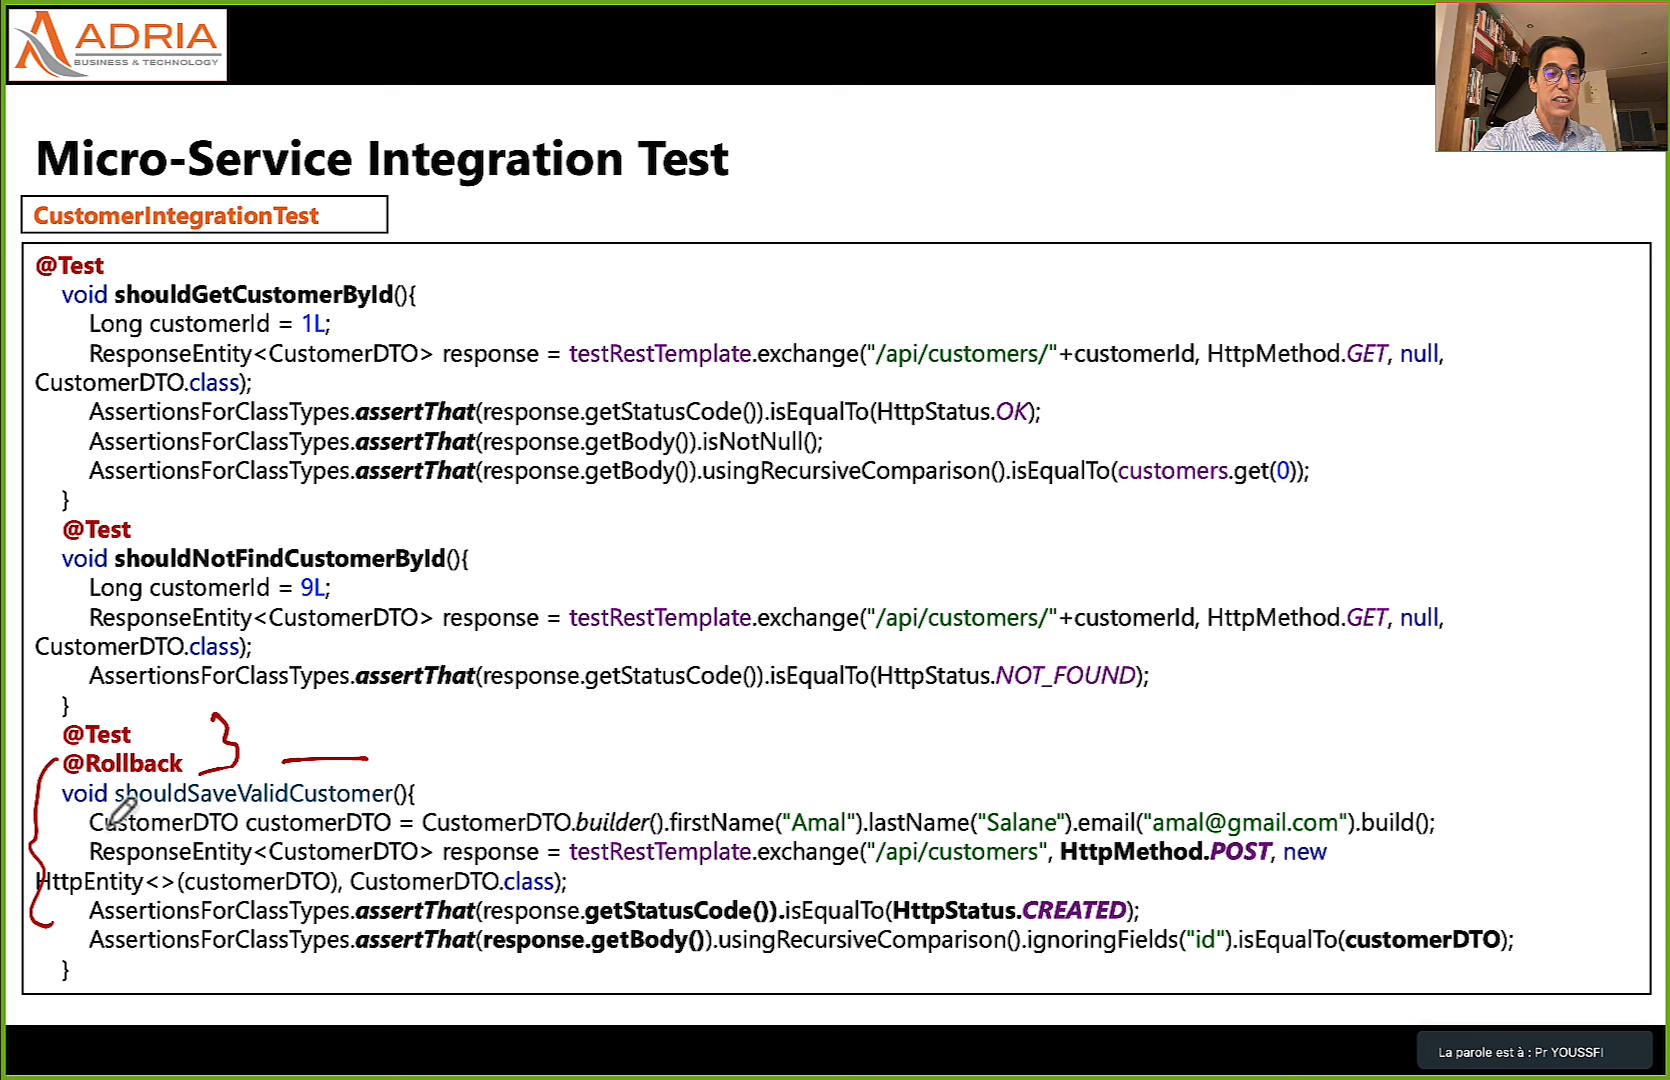 ADRIA
BUSINESS & TECHNOLOGY
Micro-Service Integration Test
CustomerIntegrationTest
@Test
void shouldGetCustomerById(){
Long customerId = 1L;
ResponseEntity<CustomerDTO> response = testRestTemplate.exchange("/api/customers/"+customerId, HttpMethod.GET, null,
CustomerDTO.class);
AssertionsForClassTypes.assertThat(response.getStatusCode()).isEqualTo(HttpStatus.OK);
AssertionsForClassTypes.assertThat(response.getBody()).isNotNull();
AssertionsForClassTypes.assertThat(response.getBody()).usingRecursiveComparison().isEqualTo(customers.get(0));
}
@Test
void shouldNotFindCustomerById(){
Long customerId = 9L;
ResponseEntity<CustomerDTO> response = testRestTemplate.exchange("/api/customers/"+customerId, HttpMethod.GET, null,
CustomerDTO.class);
AssertionsForClassTypes.assertThat(response.getStatusCode()).isEqualTo(HttpStatus.NOT_FOUND);
}
@Test
@Rollback
void shouldSaveValidCustomer(){
CustomerDTO customerDTO = CustomerDTO.builder().firstName("Amal").lastName("Salane").email("amal@gmail.com").build();
ResponseEntity<CustomerDTO> response = testRestTemplate.exchange("/api/customers", HttpMethod.POST, new
HttpEntity<>(customerDTO), CustomerDTO.class);
AssertionsForClassTypes.assertThat(response.getStatusCode()).isEqualTo(HttpStatus.CREATED);
AssertionsForClassTypes.assertThat(response.getBody()).usingRecursiveComparison().ignoringFields("id").isEqualTo(customerDTO);
}
La parole est à : Pr YOUSSFI